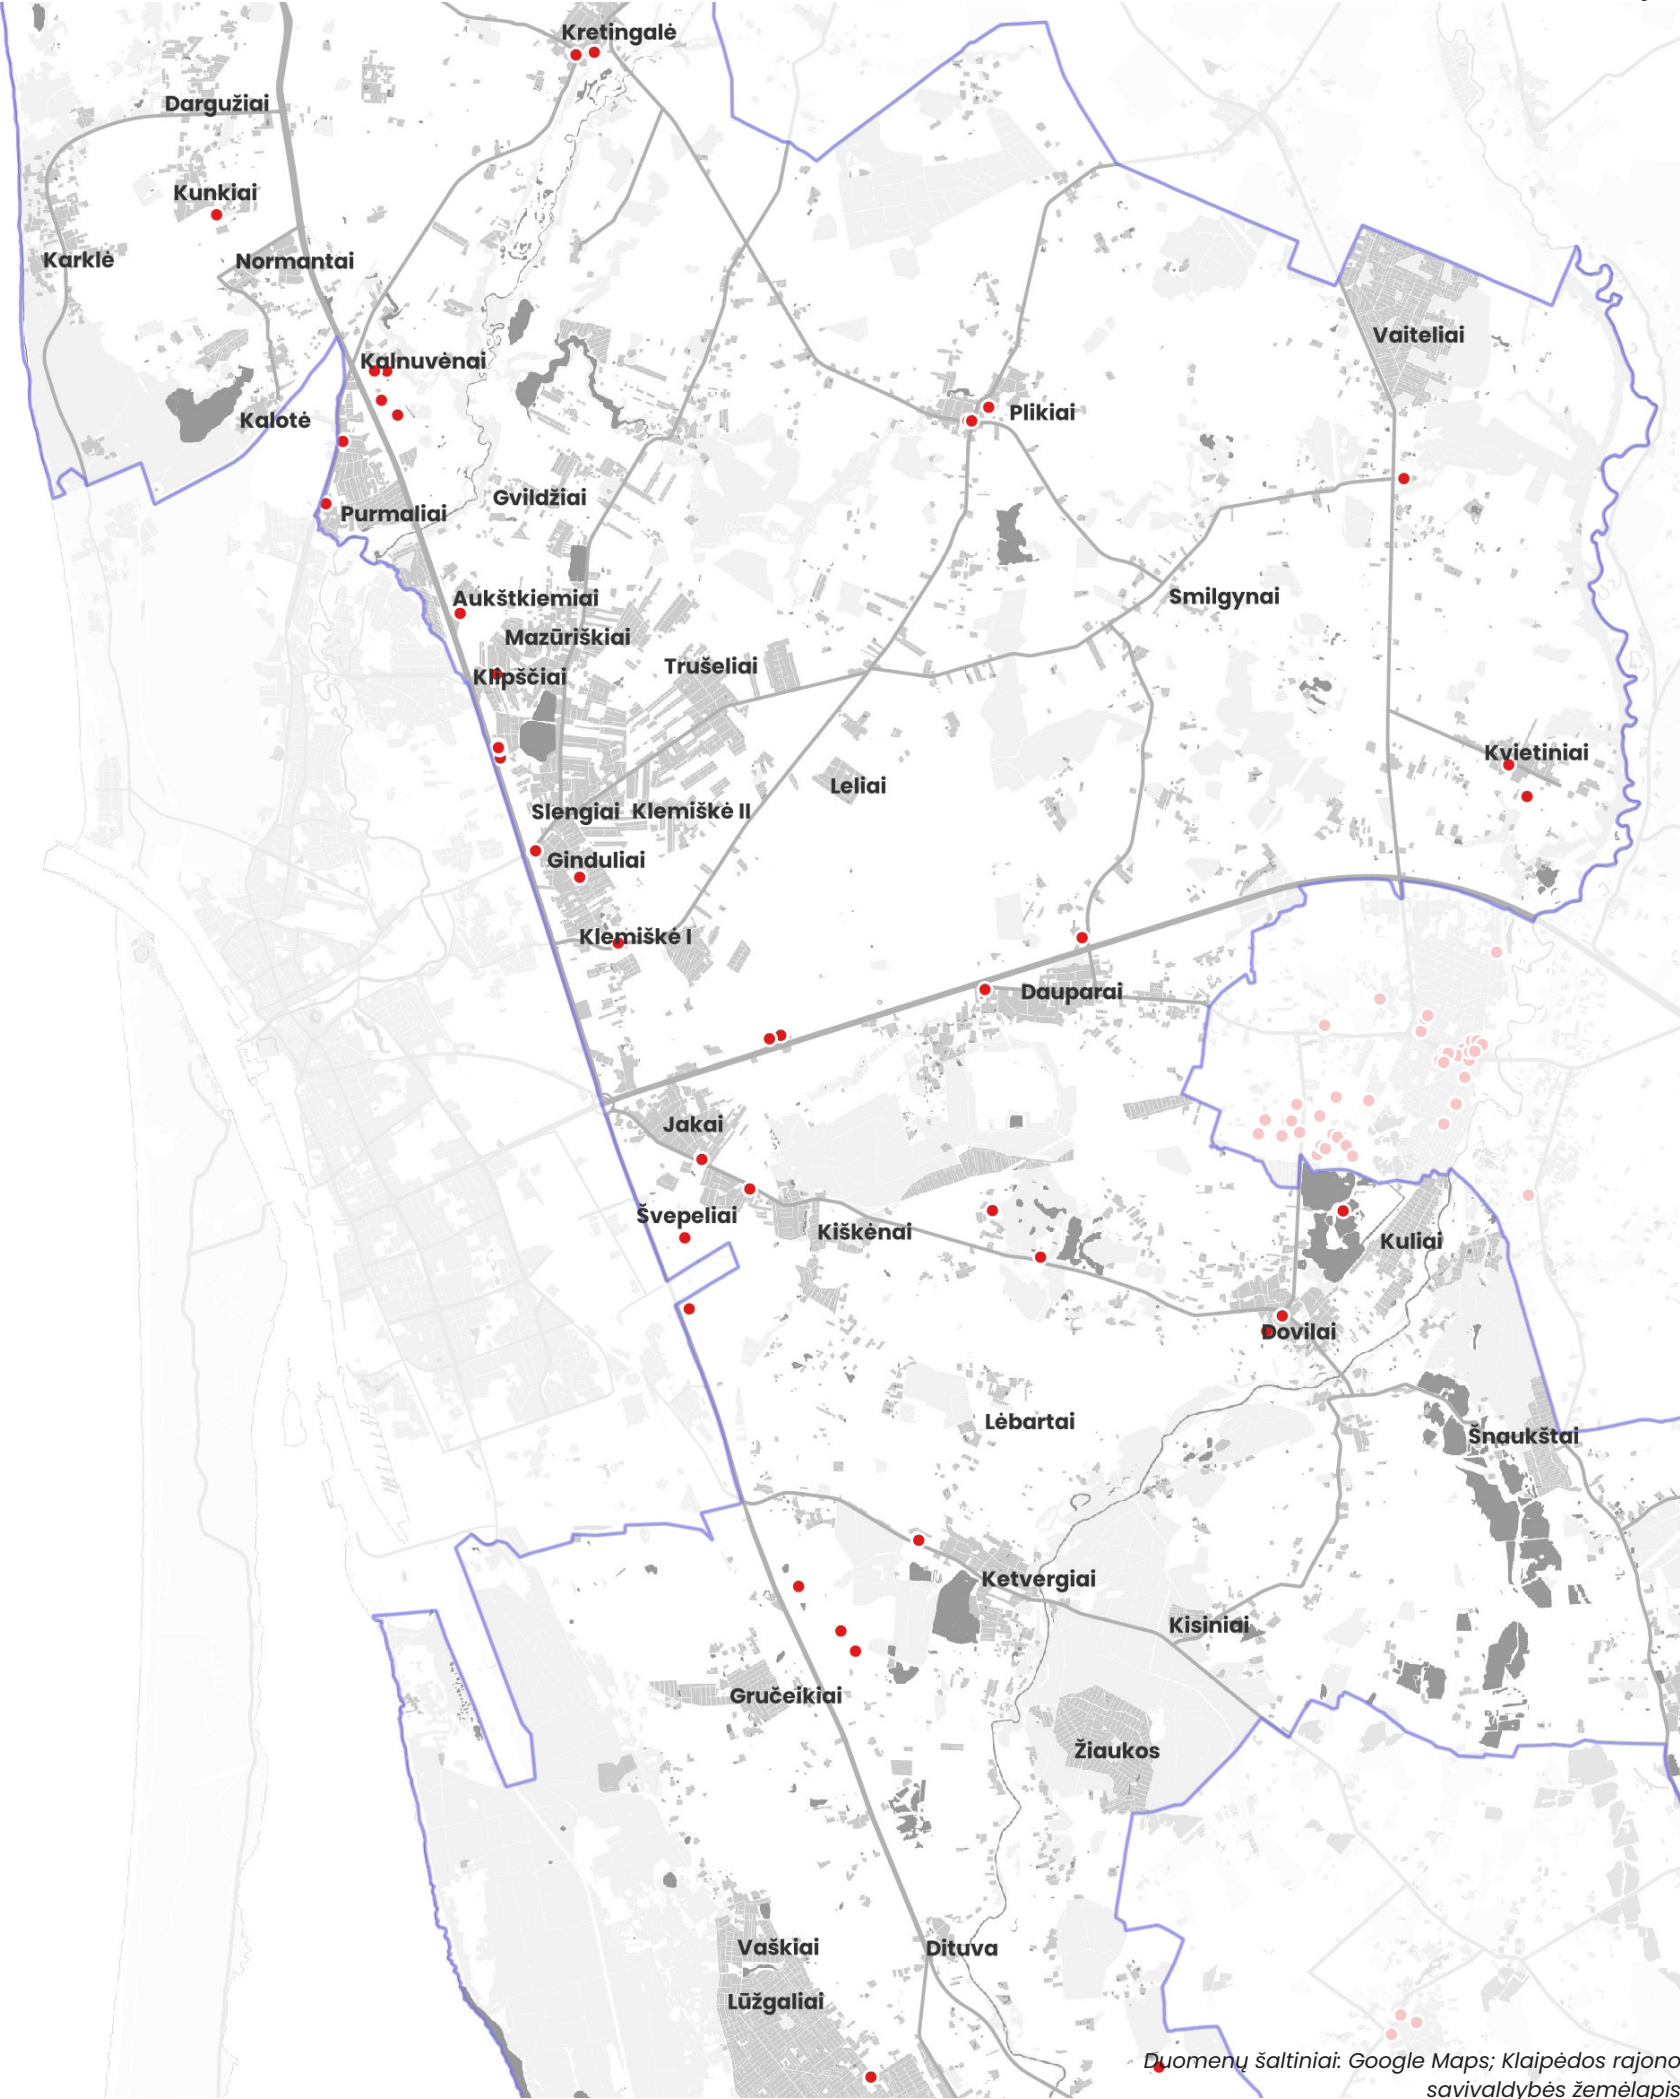 Kretingalė
Dargužiai
Kunkiai
Karklė
Normantai
Vaiteliai
Kalnuvėnai
Plikiai
Kalotė
Gvildžiai
Purmaliai
Smilgynai
Aukštkiemiai
Mazūriškiai
Trušeliai
Klipščiai
Kvietiniai
Leliai
Slengiai Klemiškė II
Ginduliai
Klemiškė I
Dauparai
Jakai
Švepeliai
Kiškėnai
Kuliai
Dovilai
Lėbartai
Šnaukštai
Ketvergiai
Kisiniai
Gručeikiai
Žiaukos
Vaškiai
Dituva
Lūžgaliai
Duomenų šaltiniai: Google Maps; Klaipėdos rajono
savivaldybės žemėlapis